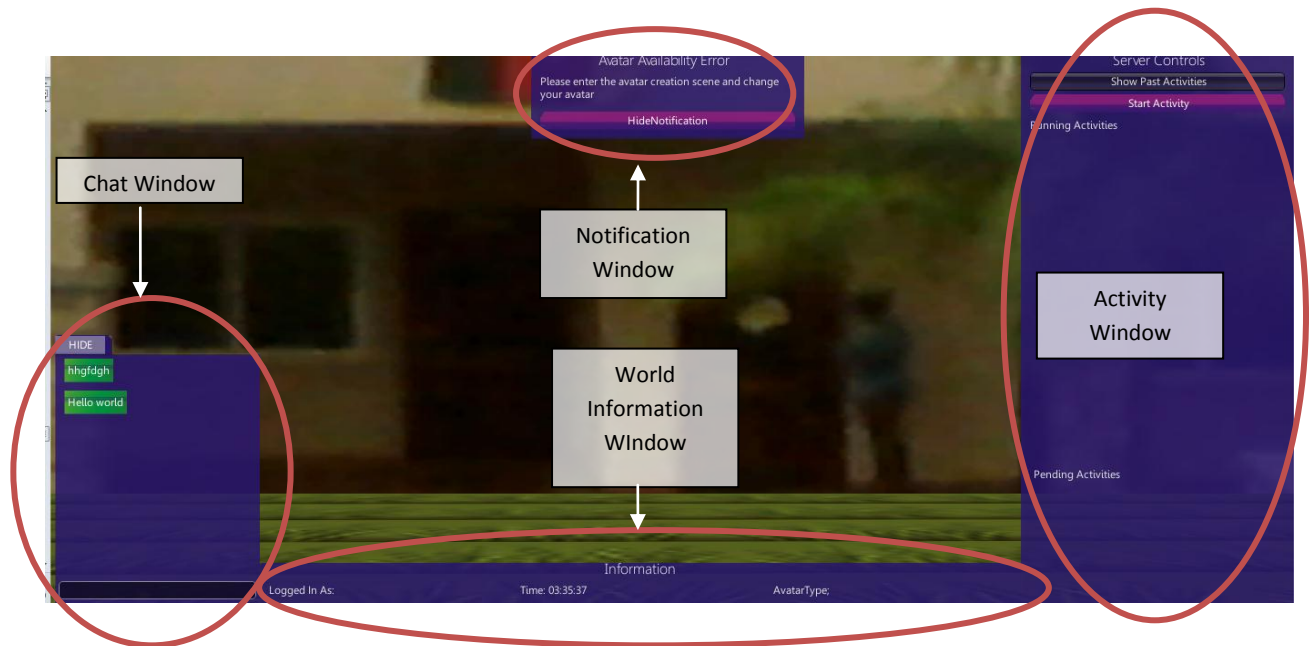 Avatar Availability Error
Please enter the avatar creation scene and change
your avatar
HideNotification
Server Controls
Show Past Activities
Start Activity
Running Activities
Chat Window
Notification
Window
Activity
Window
World
Information
WIndow
HIDE
hhgfdgh
Hello world
Pending Activities
Information
Logged In As:
Time: 03:35:37
AvatarType;